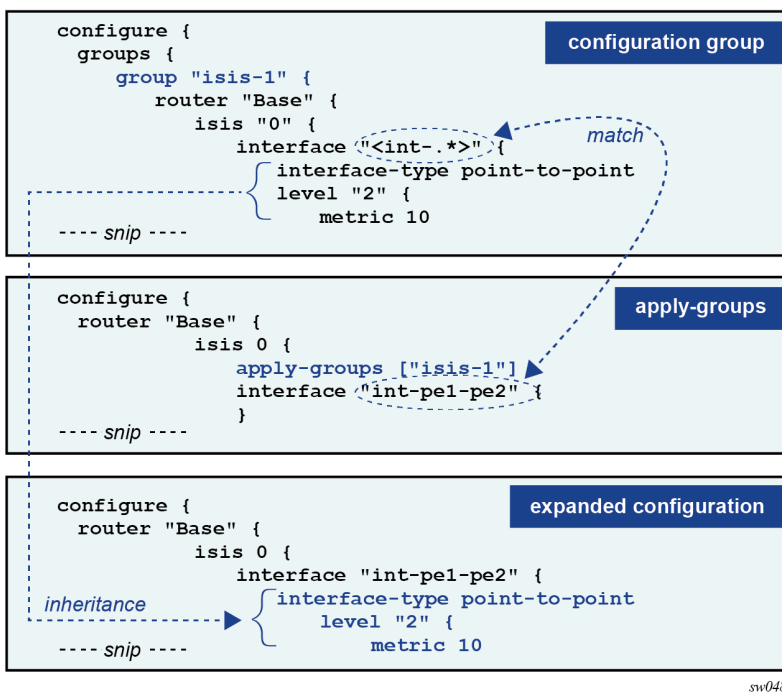 configure {
configuration group
groups {
group "isis-1" {
router "Base" {
isis "0" {
interface "<int-.*>" {
match
interface-type point-to-point
level "2" {
metric 10
---- snip ----
configure {
apply-groups
router "Base" {
isis 0 {
apply-groups ["isis-1"]
interface "int-pe1-pe2" {
}
---- snip ----
configure {
expanded configuration
router "Base" {
isis 0 {
interface "int-pe1-pe2" {
inheritance
interface-type point-to-point
level "2" {
metric 10
---- snip ----